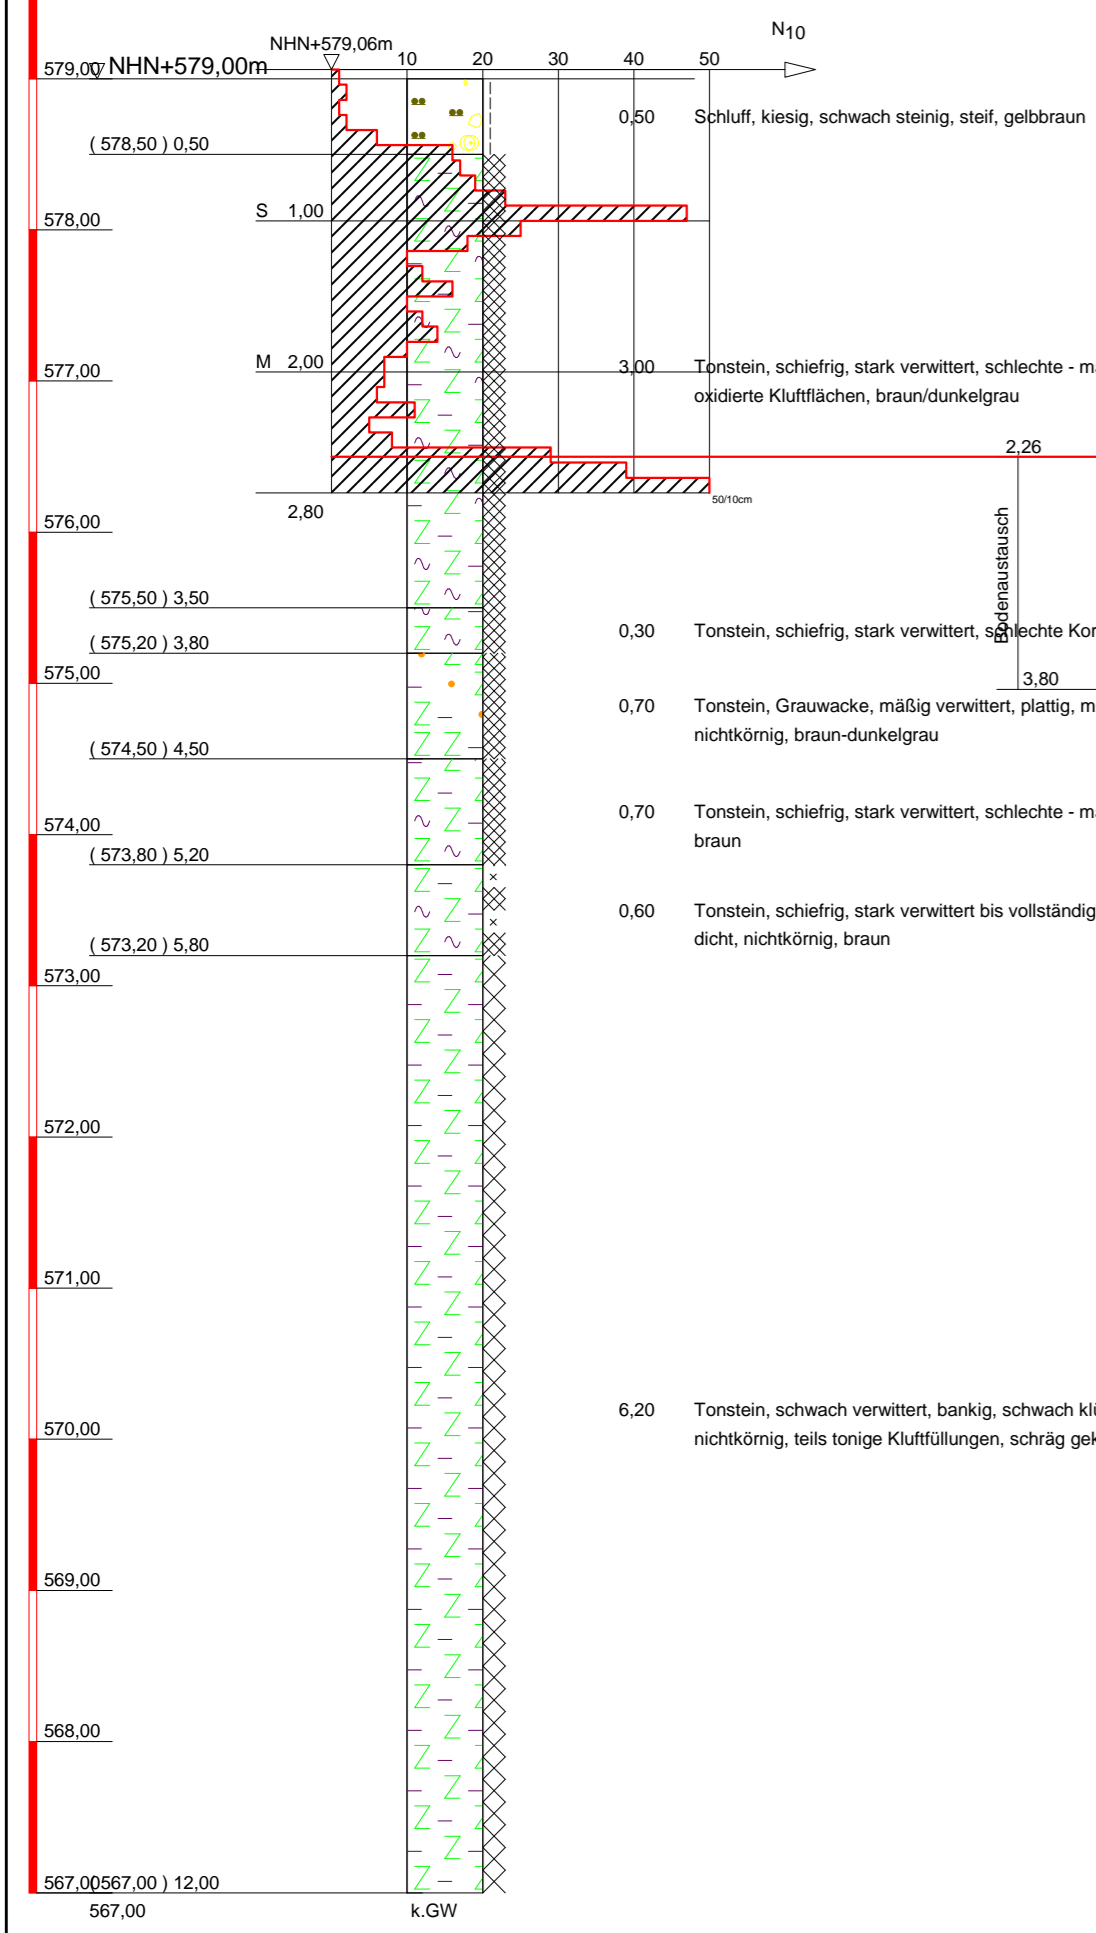 N10
NHN+579,06m
10 20 30 40 50
579,00 NHN+579,00m
0,50 Schluff, kiesig, schwach steinig, steif, gelbbraun
( 578,50 ) 0,50
S 1,00
578,00
M 2,00
3,00 Tonstein, schiefrig, stark verwittert, schlechte - m
577,00
oxidierte Kluftflächen, braun/dunkelgrau
2,26
50/10cm
2,80
576,00
Bodenaustausch
( 575,50 ) 3,50
0,30 Tonstein, schiefrig, stark verwittert, schlechte Kor
( 575,20 ) 3,80
575,00
3,80
0,70 Tonstein, Grauwacke, mäßig verwittert, plattig, m
nichtkörnig, braun-dunkelgrau
( 574,50 ) 4,50
0,70 Tonstein, schiefrig, stark verwittert, schlechte - m
574,00
braun
( 573,80 ) 5,20
0,60 Tonstein, schiefrig, stark verwittert bis vollständig
dicht, nichtkörnig, braun
( 573,20 ) 5,80
573,00
572,00
571,00
6,20 Tonstein, schwach verwittert, bankig, schwach klü
570,00
nichtkörnig, teils tonige Kluftfüllungen, schräg gek
569,00
568,00
567,00 (567,00 ) 12,00
567,00
k.GW